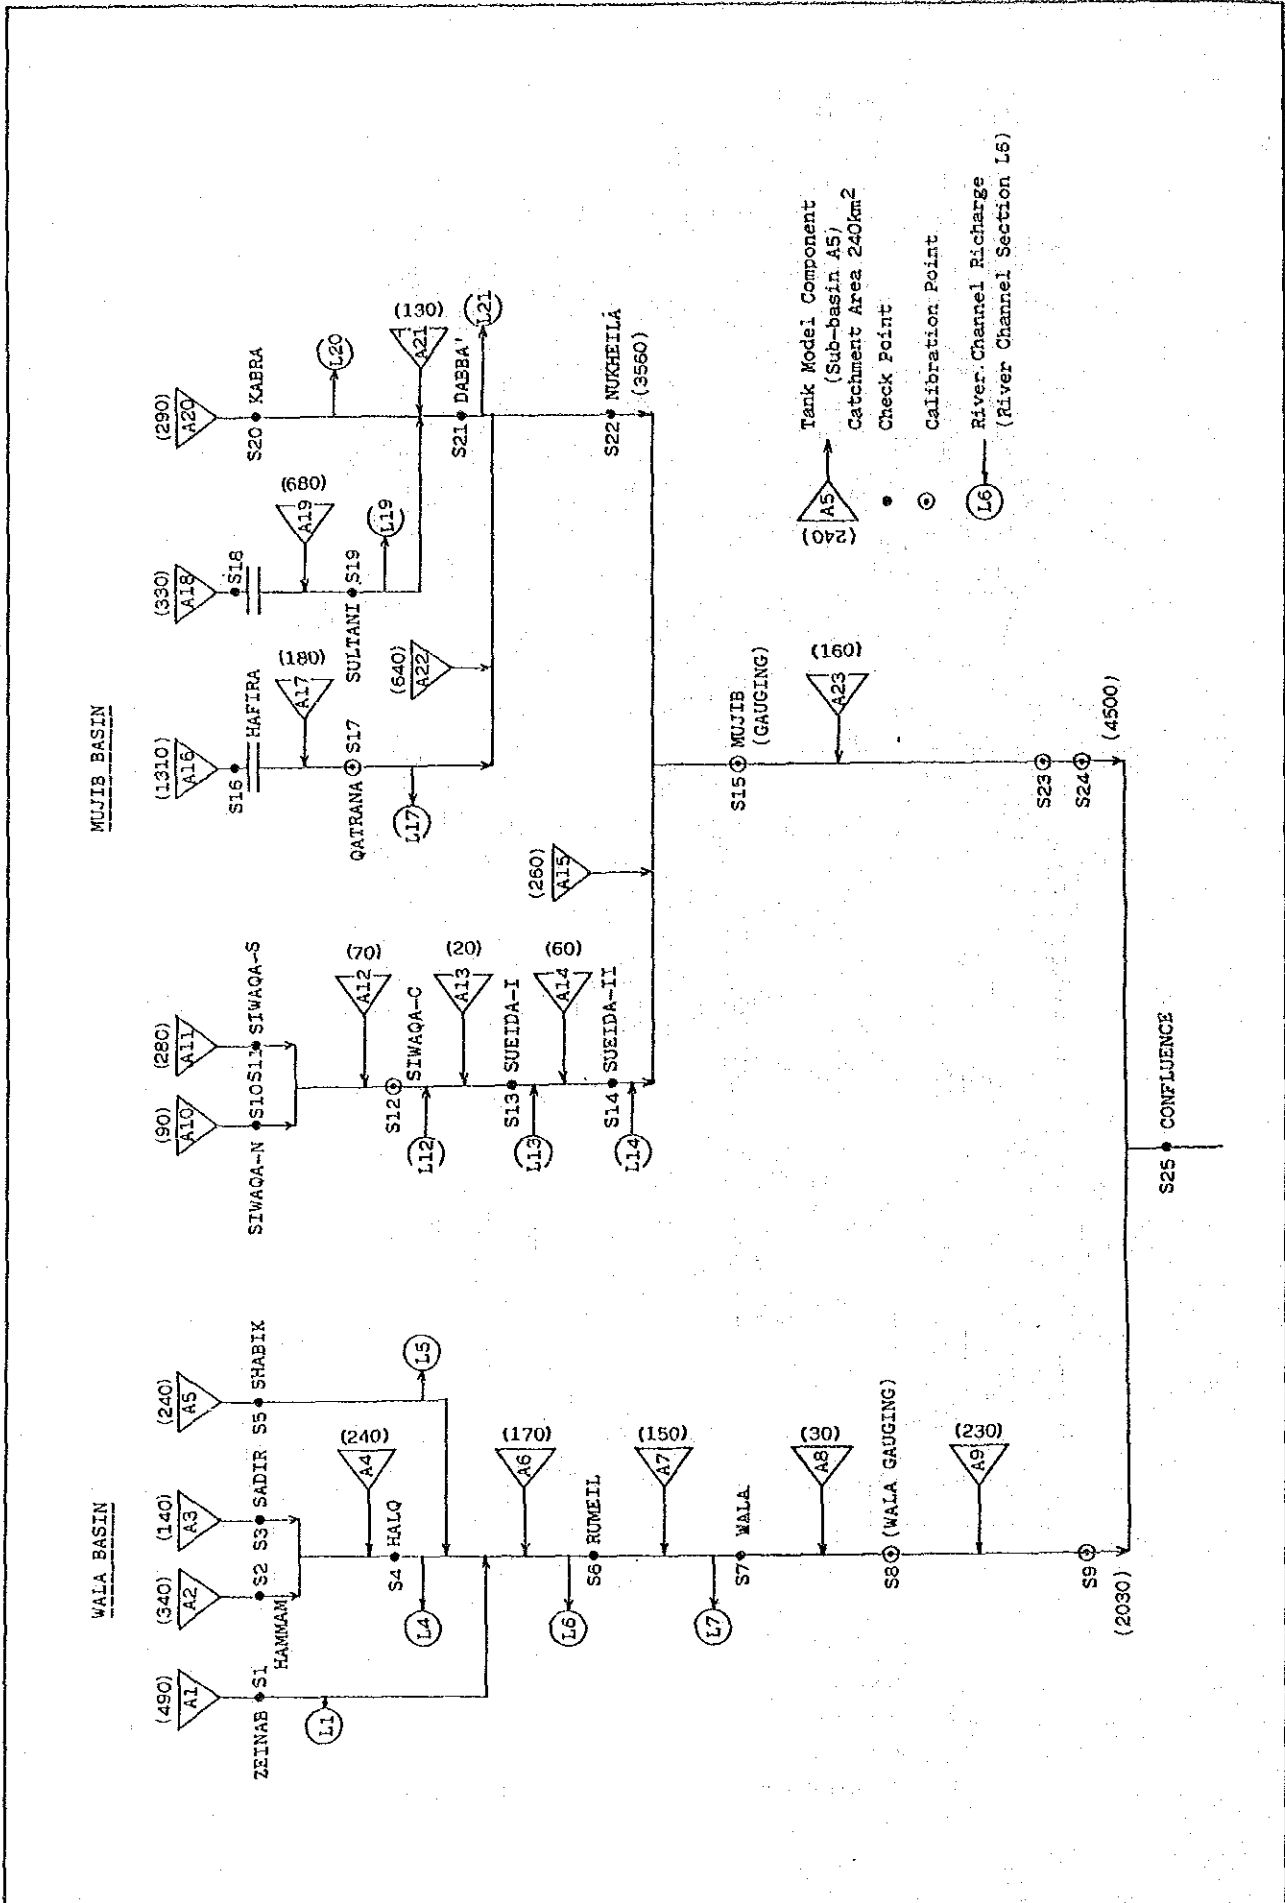 WALA BASIN
MUJIB BASIN
(490)
A1
ZEINAB S1
L1
(340)
A2
S2
HAMMAM
(140)
A3
S3 SADIR
(240)
A5
S5 SHABIK
L5
(240)
A4
S4 HALQ
L4
(170)
A6
L6
S6 RUMEIL
(150)
A7
L7
S7 WALA
(30)
A8
S8 (WALA GAUGING)
(230)
A9
S9
(2030)
(90)
A10
SIWAQA-N S10
(280)
A11
S11 SIWAQA-S
(70)
A12
S12 SIWAQA-C
L12
(20)
A13
S13 SUEIDA-I
L13
(60)
A14
S14 SUEIDA-II
L14
(260)
A15
(1310)
A16
S16 HAFIRA
(180)
A17
QATRANA S17
L17
(330)
A18
S18
(680)
A19
SULTANI S19
L19
(640)
A22
(290)
A20
S20 KABRA
L20
(130)
A21
S21 DABBA'
L21
S22 NUKHEILA
(3560)
S15 MUJIB
(GAUGING)
(160)
A23
S23
S24
(4500)
S25 CONFLUENCE
(240)
A5
Tank Model Component
(Sub-basin A5)
Catchment Area 240km2
Check Point
Calibration Point
L6
River Channel Richarge
(River Channel Section L6)